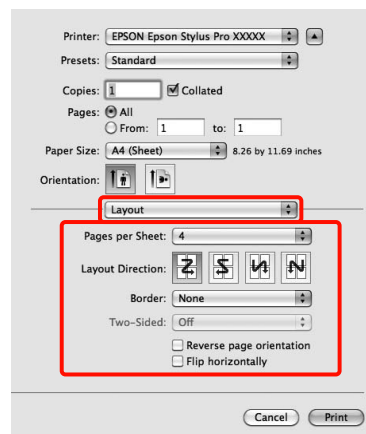 Printer: EPSON Epson Stylus Pro XXXXX
Presets: Standard
Copies: 1 Collated
Pages: All
From: 1 to: 1
Paper Size: A4 (Sheet) 8.26 by 11.69 inches
Orientation:
Layout
Pages per Sheet: 4
Layout Direction:
Border: None
Two-Sided: Off
Reverse page orientation
Flip horizontally
Cancel Print